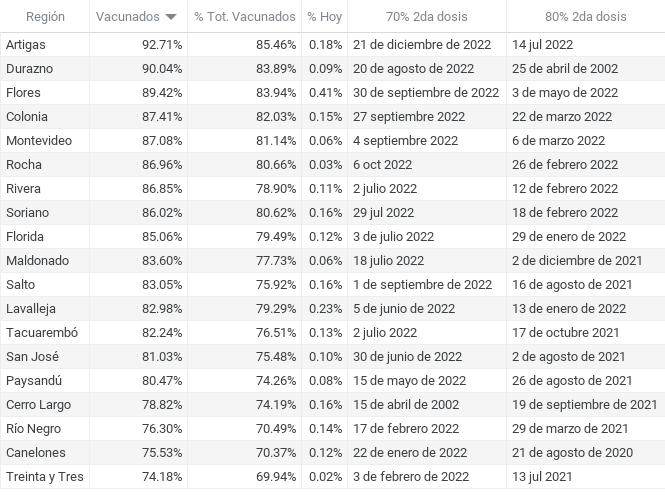 Región Vacunados % Tot. Vacunados % Hoy 70% 2da dosis 80% 2da dosis
Artigas 92.71% 85.46% 0.18% 21 de diciembre de 2022 14 jul 2022
Durazno 90.04% 83.89% 0.09% 20 de agosto de 2022 25 de abril de 2002
Flores 89.42% 83.94% 0.41% 30 de septiembre de 2022 3 de mayo de 2022
Colonia 87.41% 82.03% 0.15% 27 septiembre 2022 22 de marzo 2022
Montevideo 87.08% 81.14% 0.06% 4 septiembre 2022 6 de marzo 2022
Rocha 86.96% 80.66% 0.03% 6 oct 2022 26 de febrero 2022
Rivera 86.85% 78.90% 0.11% 2 julio 2022 12 de febrero 2022
Soriano 86.02% 80.62% 0.16% 29 jul 2022 18 de febrero 2022
Florida 85.06% 79.49% 0.12% 3 de julio 2022 29 de enero de 2022
Maldonado 83.60% 77.73% 0.06% 18 julio 2022 2 de diciembre de 2021
Salto 83.05% 75.92% 0.16% 1 de septiembre de 2022 16 de agosto de 2021
Lavalleja 82.98% 79.29% 0.23% 5 de junio de 2022 13 de enero de 2022
Tacuarembó 82.24% 76.51% 0.13% 2 julio 2022 17 de octubre 2021
San José 81.03% 75.48% 0.10% 30 de junio de 2022 2 de agosto de 2021
Paysandú 80.47% 74.26% 0.08% 15 de mayo de 2022 26 de agosto de 2021
Cerro Largo 78.82% 74.19% 0.16% 15 de abril de 2002 19 de septiembre de 2021
Río Negro 76.30% 70.49% 0.14% 17 de febrero de 2022 29 de marzo de 2021
Canelones 75.53% 70.37% 0.12% 22 de enero de 2022 21 de agosto de 2020
Treinta y Tres 74.18% 69.94% 0.02% 3 de febrero de 2022 13 jul 2021